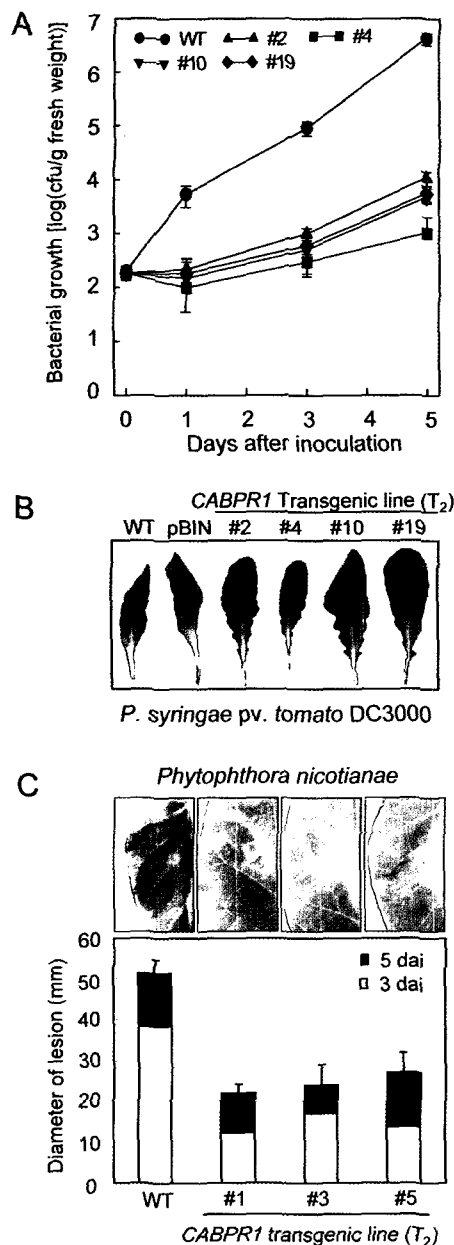 A
WT #2 #4
#10 #19
Bacterial growth [log(cfu/g fresh weight)]
7
6
5
4
3
2
1
0
0 1 2 3 4 5
Days after inoculation
B
CABPR1 Transgenic line (T2)
WT pBIN #2 #4 #10 #19
P. syringae pv. tomato DC3000
C
Phytophthora nicotianae
Diameter of lesion (mm)
60
50
40
30
20
10
0
5 dai
3 dai
WT #1 #3 #5
CABPR1 transgenic line (T2)